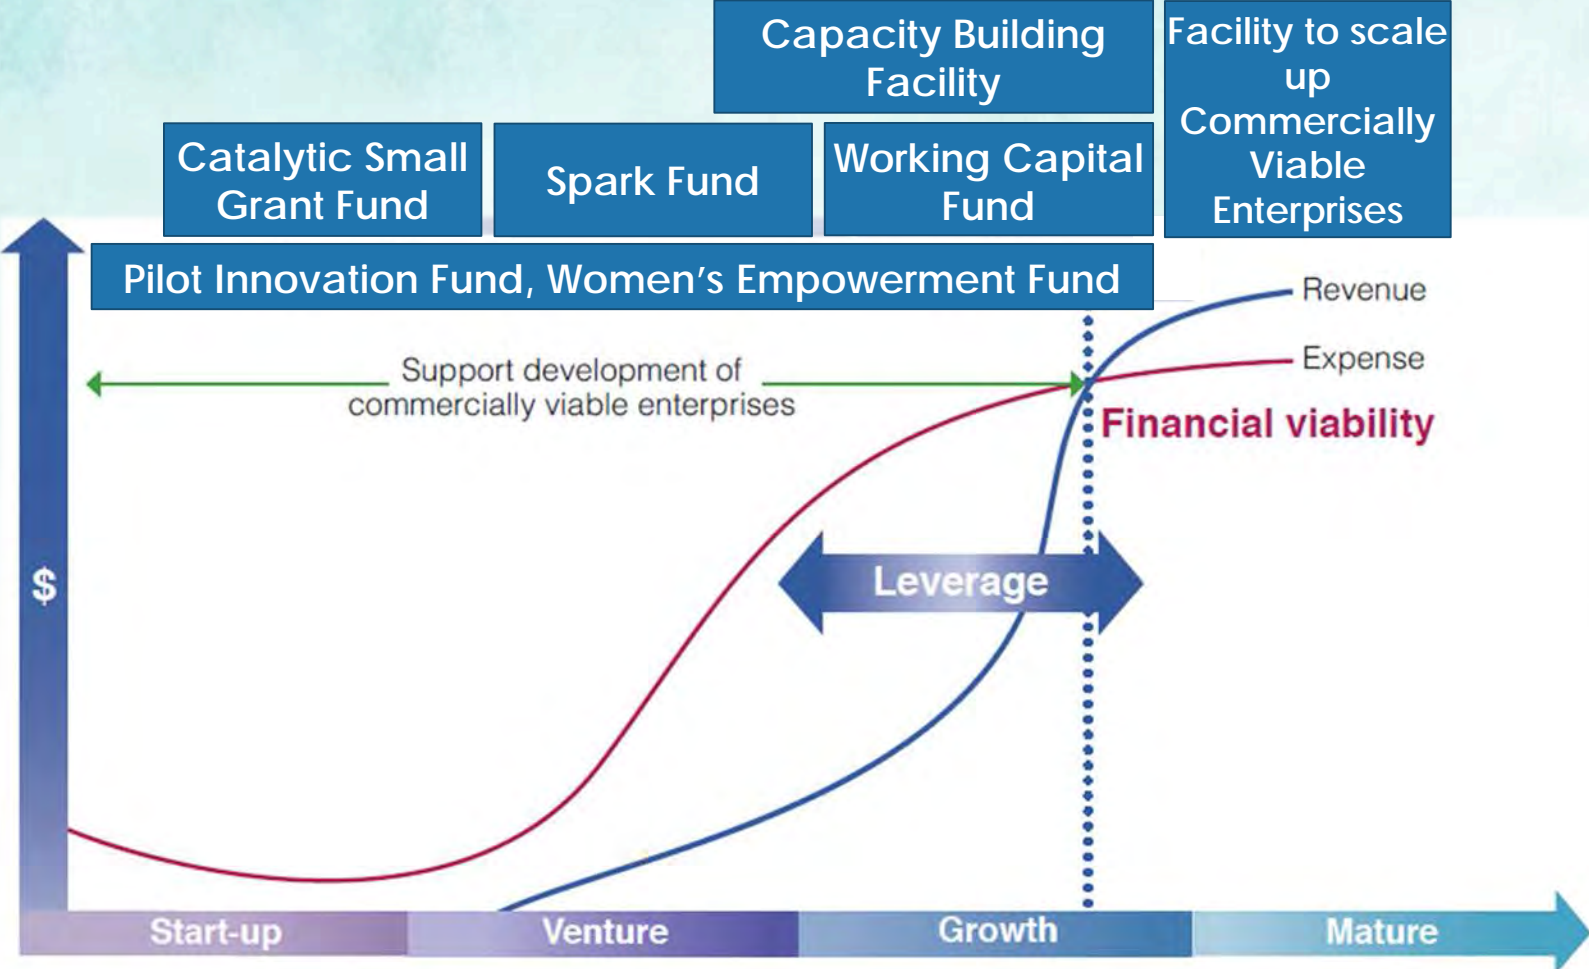 Capacity Building
Facility
Facility to scale
up
Commercially
Viable
Enterprises
Catalytic Small
Grant Fund
Spark Fund
Working Capital
Fund
Pilot Innovation Fund, Women’s Empowerment Fund
Revenue
Expense
Support development of
commercially viable enterprises
Financial viability
Leverage
$
Start-up
Venture
Growth
Mature